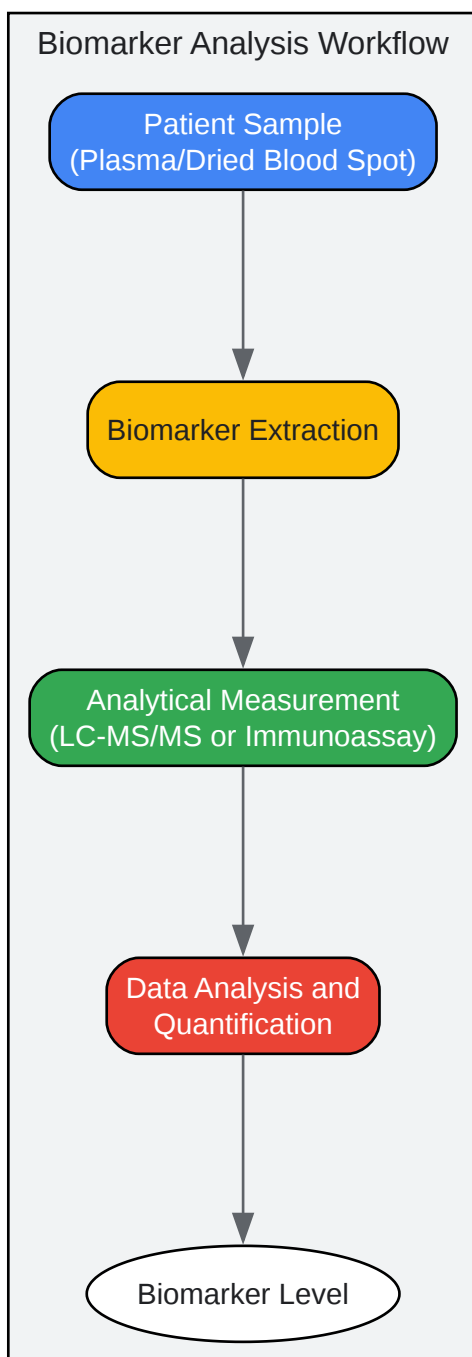 Biomarker Analysis Workflow
Patient Sample
(Plasma/Dried Blood Spot)
Biomarker Extraction
Analytical Measurement
(LC-MS/MS or Immunoassay)
Data Analysis and
Quantification
Biomarker Level